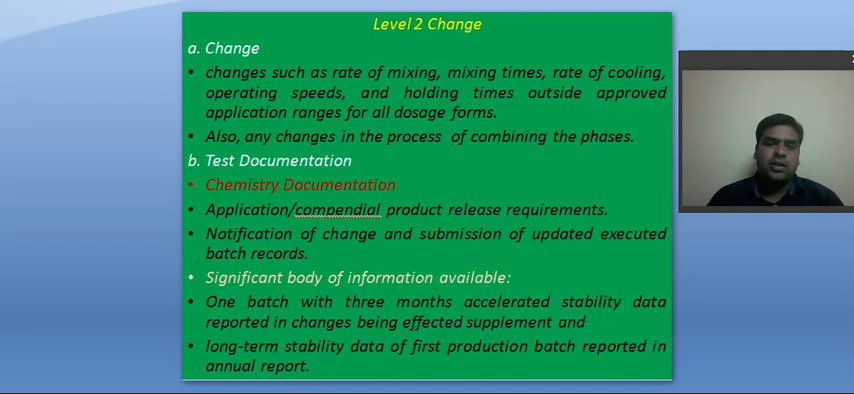 Level 2 Change
a. Change
• changes such as rate of mixing, mixing times, rate of cooling,
operating speeds, and holding times outside approved
application ranges for all dosage forms.
• Also, any changes in the process of combining the phases.
b. Test Documentation
• Chemistry Documentation
• Application/compendial product release requirements.
• Notification of change and submission of updated executed
batch records.
• Significant body of information available:
• One batch with three months accelerated stability data
reported in changes being effected supplement and
• long-term stability data of first production batch reported in
annual report.